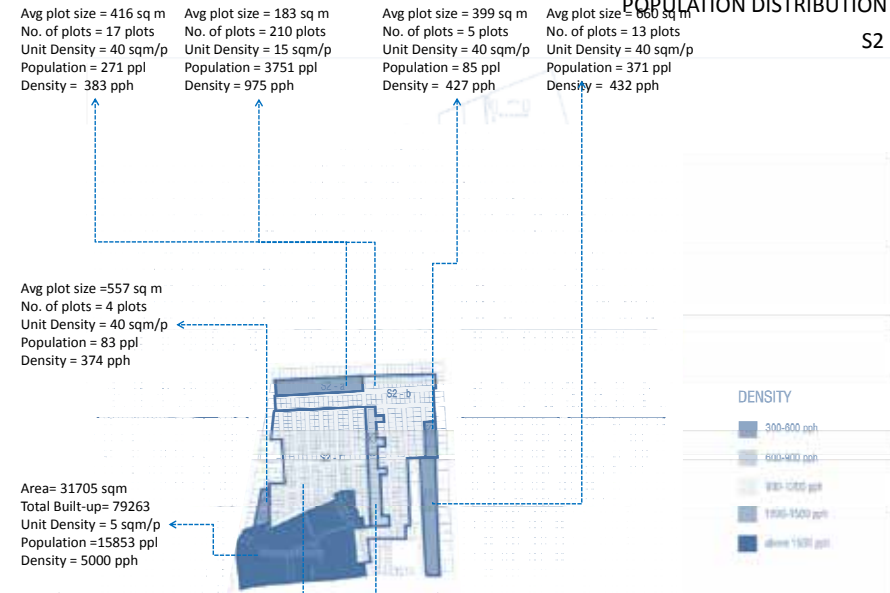 POPULATION DISTRIBUTION
S2
Avg plot size = 416 sq m
No. of plots = 17 plots
Unit Density = 40 sqm/p
Population = 271 ppl
Density =  383 pph
Avg plot size = 183 sq m
No. of plots = 210 plots
Unit Density = 15 sqm/p
Population = 3751 ppl
Density = 975 pph
Avg plot size = 399 sq m
No. of plots = 5 plots
Unit Density = 40 sqm/p
Population = 85 ppl
Density =  427 pph
Avg plot size = 660 sq m
No. of plots = 13 plots
Unit Density = 40 sqm/p
Population = 371 ppl
Density =  432 pph
Avg plot size =557 sq m
No. of plots = 4 plots
Unit Density = 40 sqm/p
Population = 83 ppl
Density = 374 pph
S2 - b
Area= 31705 sqm
Total Built-up= 79263
Unit Density = 5 sqm/p
Population =15853 ppl
Density = 5000 pph
DENSITY
300-600 pph
600-900 pph
above 1500 pph